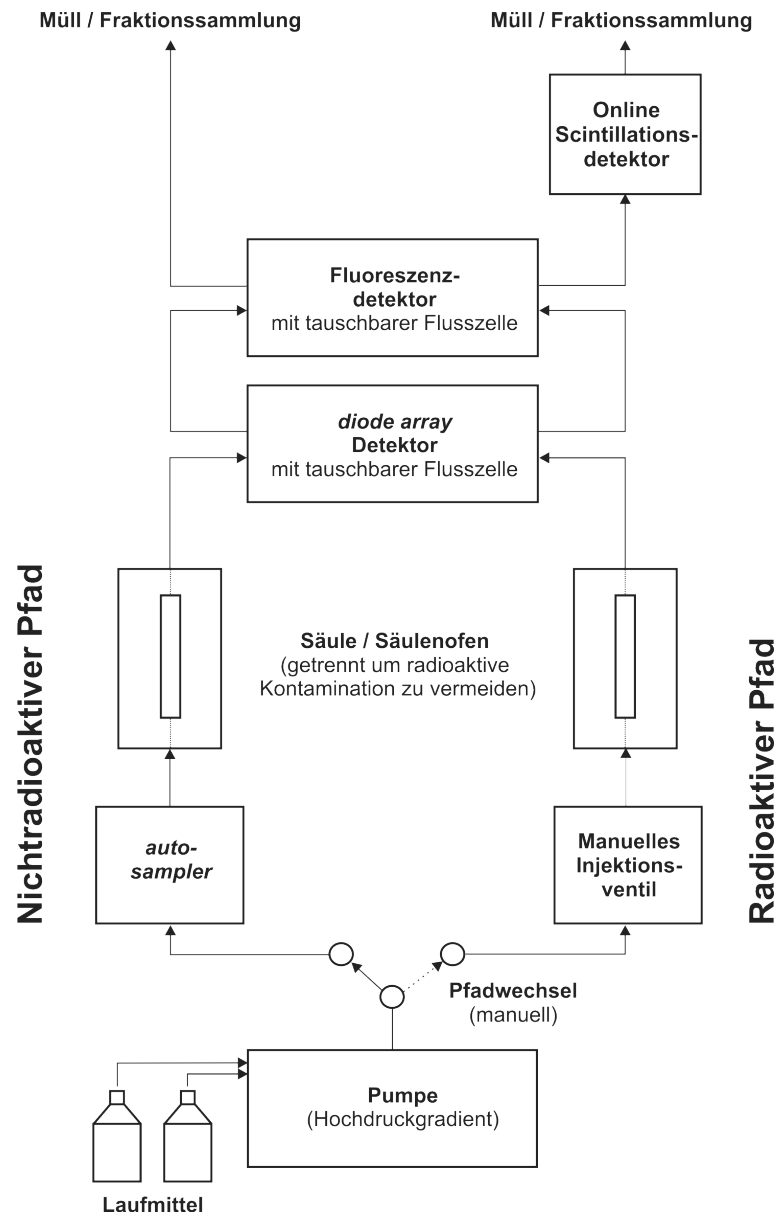 Müll / Fraktionssammlung
Müll / Fraktionssammlung
Online
Scintillations-
detektor
Fluoreszenz-
detektor
mit tauschbarer Flusszelle
diode array
Detektor
mit tauschbarer Flusszelle
Nichtradioaktiver Pfad
Säule / Säulenofen
(getrennt um radioaktive
Kontamination zu vermeiden)
Radioaktiver Pfad
auto-
sampler
Manuelles
Injektions-
ventil
Pfadwechsel
(manuell)
Pumpe
(Hochdruckgradient)
Laufmittel